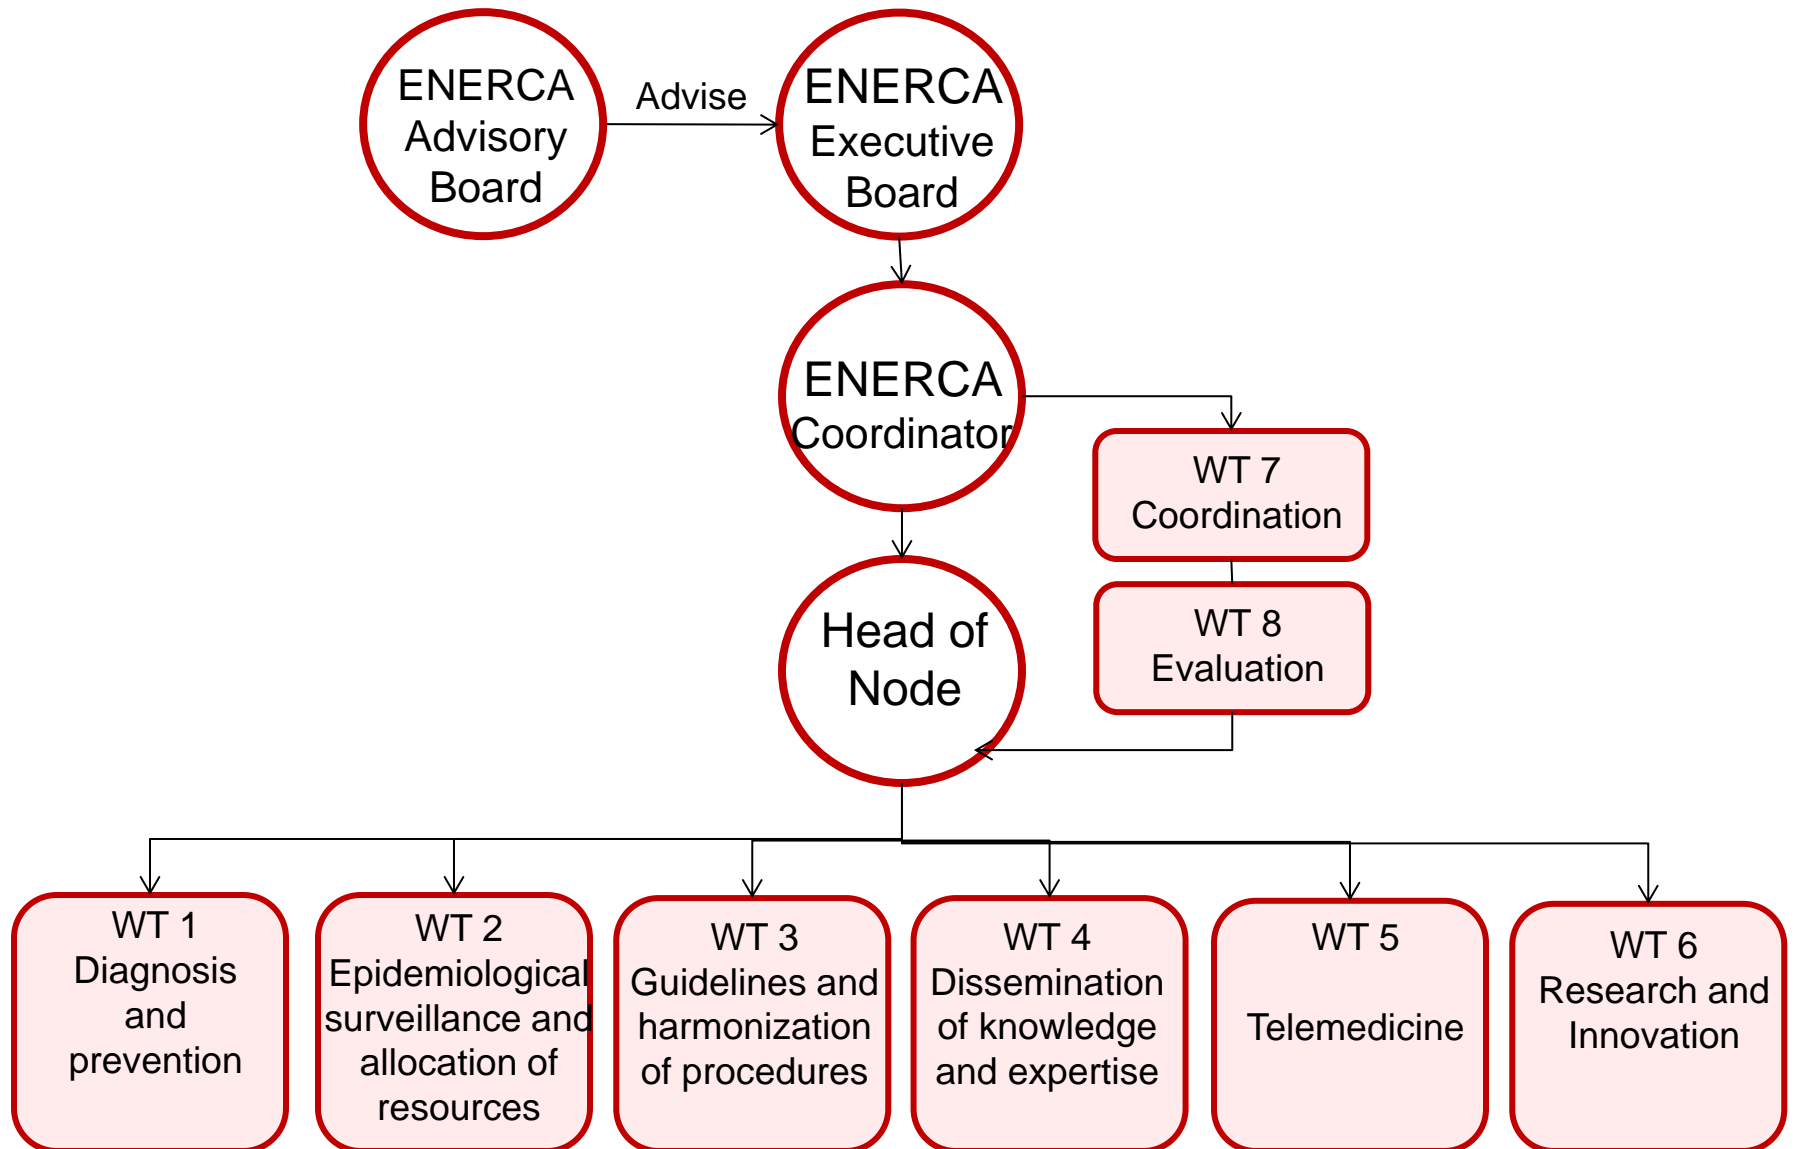 ENERCA
Advisory
Board
Advise
ENERCA
Executive
Board
ENERCA
Coordinator
WT 7
Coordination
Head of
Node
WT 8
Evaluation
WT 1
Diagnosis
and
prevention
WT 2
Epidemiological
surveillance and
allocation of
resources
WT 3
Guidelines and
harmonization
of procedures
WT 4
Dissemination
of knowledge
and expertise
WT 5
Telemedicine
WT 6
Research and
Innovation